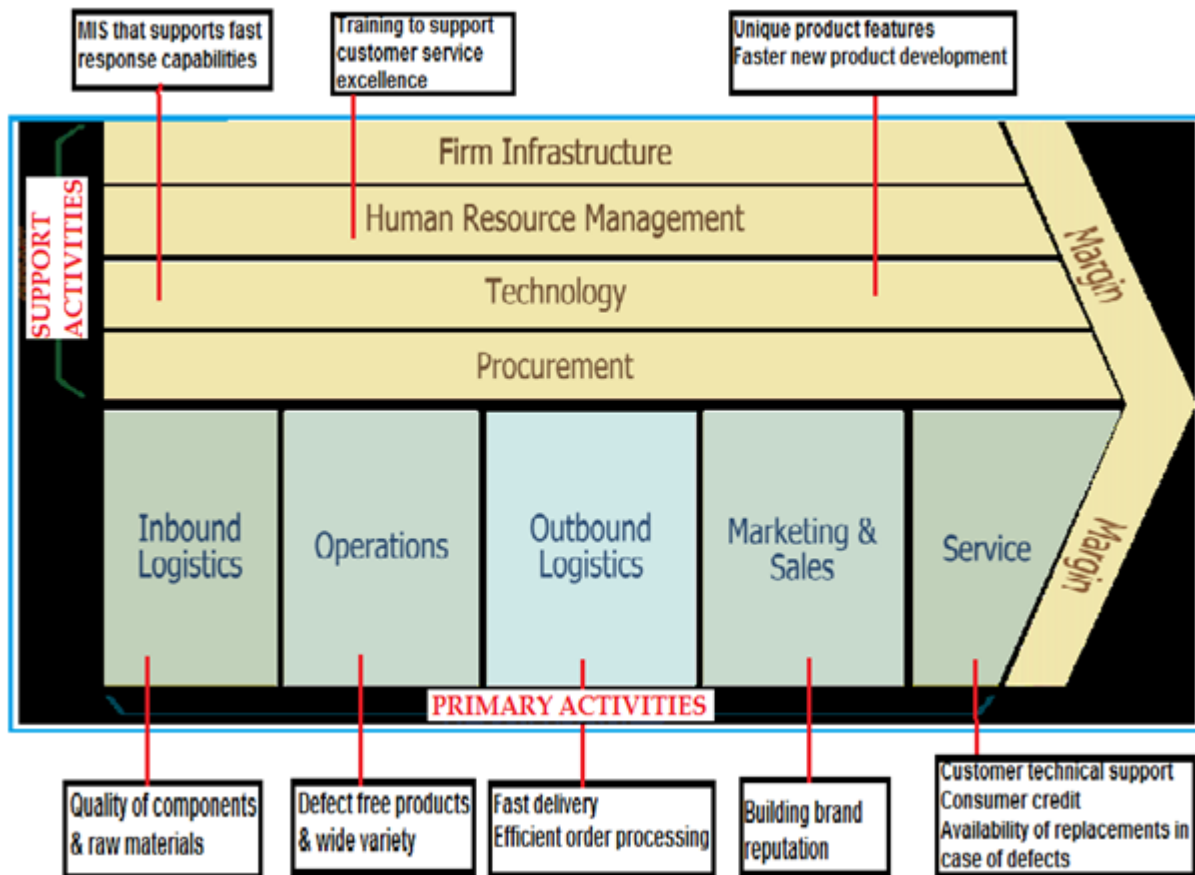 MIS that supports fast
response capabilities
Training to support
customer service
excellence
Unique product features
Faster new product development
SUPPORT
ACTIVITIES
Firm Infrastructure
Human Resource Management
Technology
Procurement
Margin
Inbound
Logistics
Operations
Outbound
Logistics
Marketing &
Sales
Service
Margin
PRIMARY ACTIVITIES
Quality of components
& raw materials
Defect free products
& wide variety
Fast delivery
Efficient order processing
Building brand
reputation
Customer technical support
Consumer credit
Availability of replacements in
case of defects